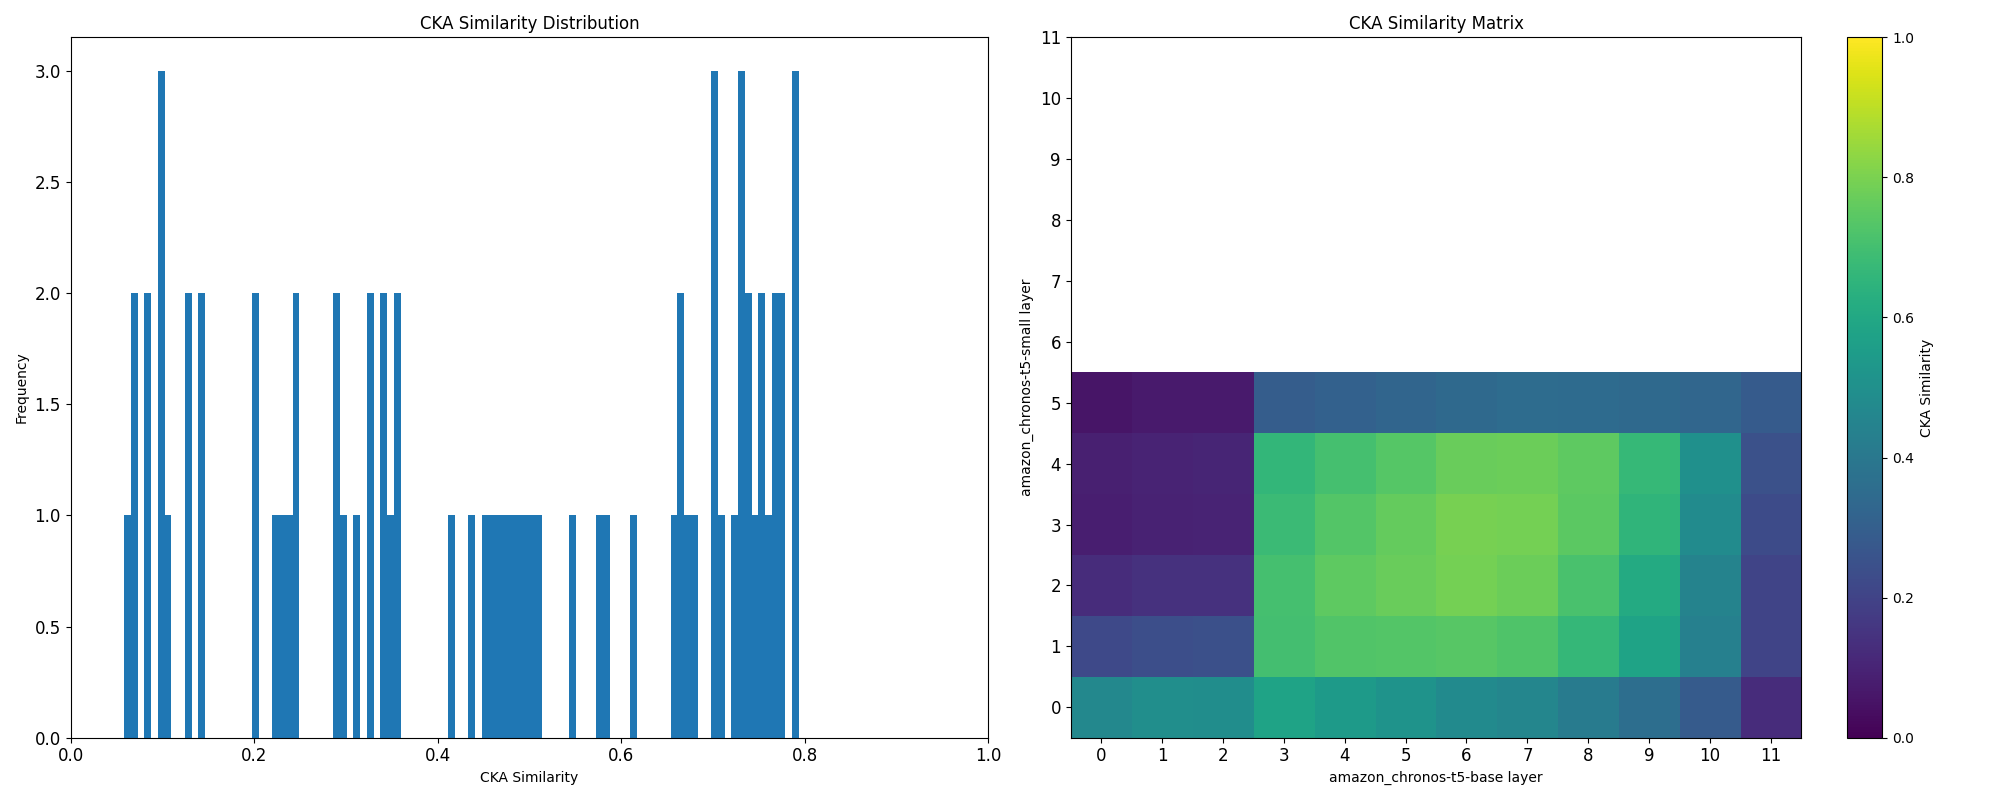 CKA Similarity Distribution
3.0
2.5
2.0
1.5
1.0
0.5
0.0
Frequency
0.0 0.2 0.4 0.6 0.8 1.0
CKA Similarity
CKA Similarity Matrix
11
10
9
8
7
6
5
4
3
2
1
0
amazon_chronos-t5-small layer
0 1 2 3 4 5 6 7 8 9 10 11
amazon_chronos-t5-base layer
1.0
0.8
0.6
0.4
0.2
0.0
CKA Similarity